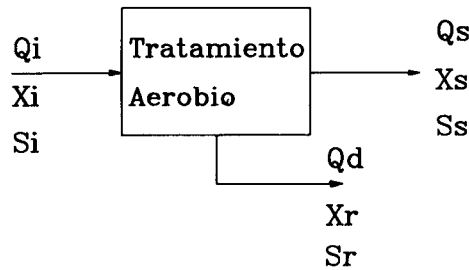 Qi
Xi
Si
Tratamiento
Aerobio
Qs
Xs
Ss
Qd
Xr
Sr